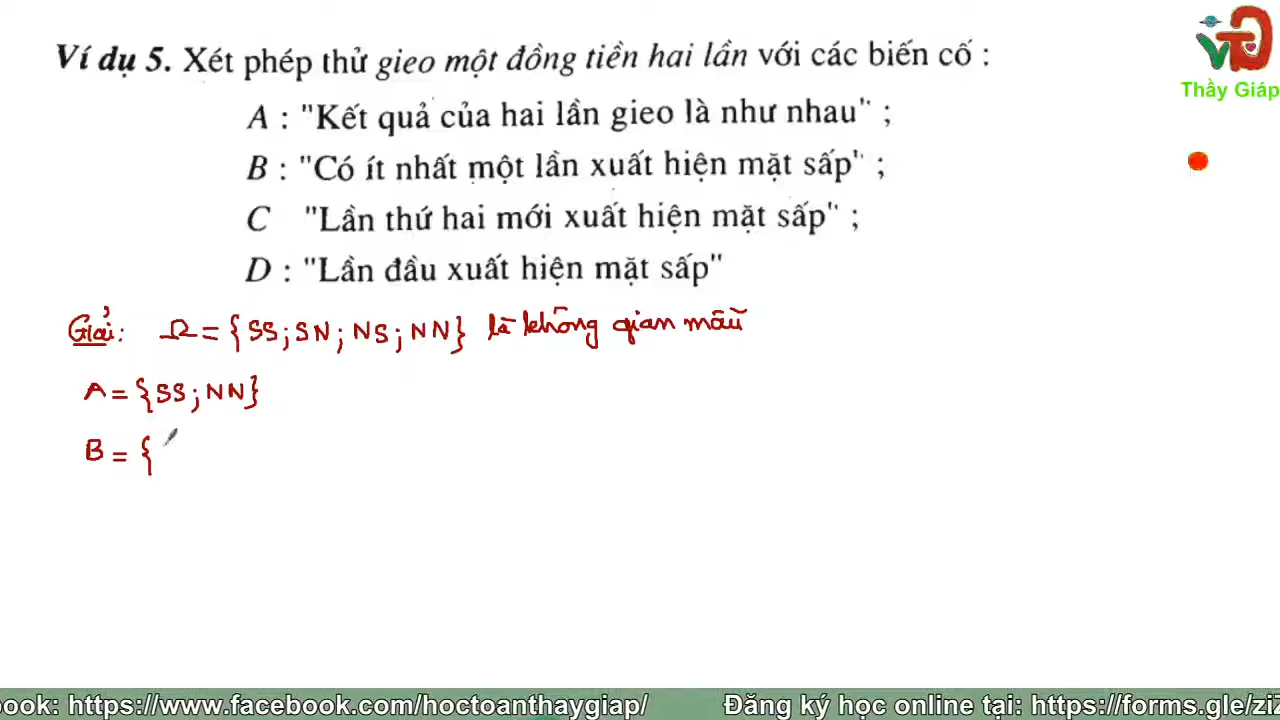 Ví dụ 5. Xét phép thử gieo một đồng tiền hai lần với các biến cố :
A : "Kết quả của hai lần gieo là như nhau" ;
B : "Có ít nhất một lần xuất hiện mặt sấp" ;
C "Lần thứ hai mới xuất hiện mặt sấp" ;
D : "Lần đầu xuất hiện mặt sấp"
Giải: Ω = {SS; SN; NS; NN} là không gian mẫu
A = {SS; NN}
B = {
VTG
Thầy Giáp
book: https://www.facebook.com/hoctoanthaygiap/ Đăng ký học online tại: https://forms.gle/ziZ